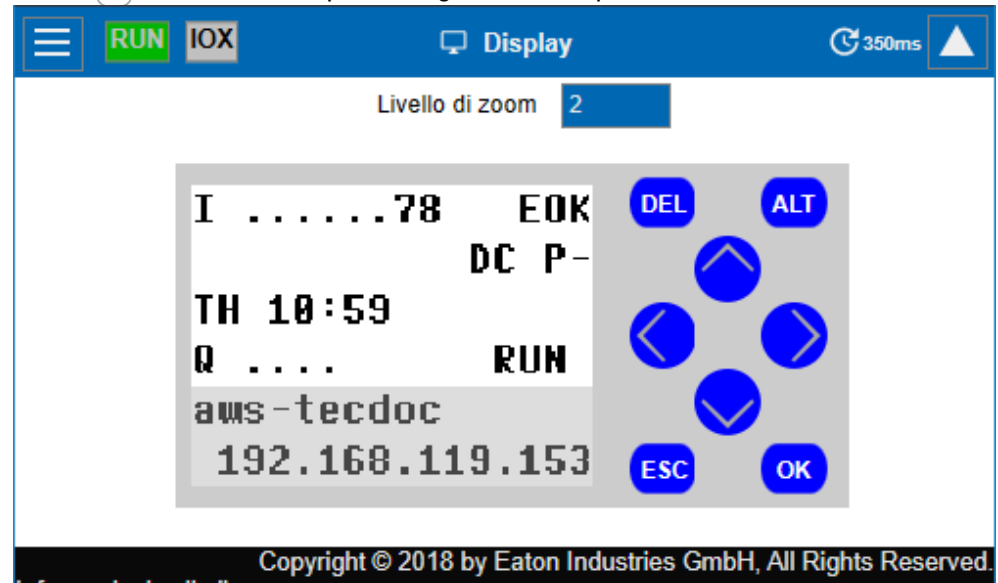 RUN IOX Display 350ms
Livello di zoom 2
I ......78 EOK
DC P-
TH 10:59
Q .... RUN
aws-tecdoc
192.168.119.153
DEL ALT
ESC OK
Copyright © 2018 by Eaton Industries GmbH, All Rights Reserved.